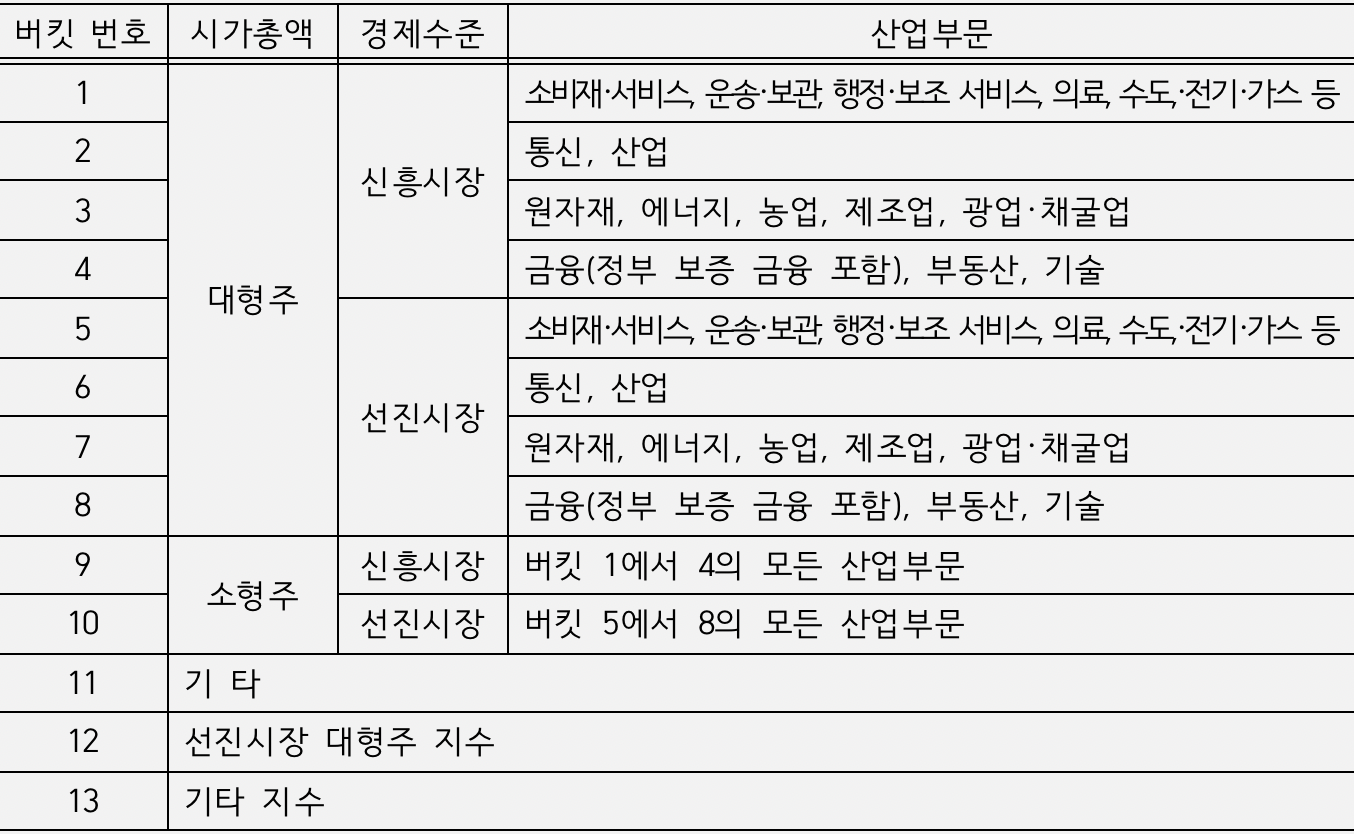 버킷 번호 시가총액 경제수준 산업부문
1 대형주 신흥시장 소비재·서비스, 운송·보관, 행정·보조 서비스, 의료, 수도,·전기·가스 등
2 통신, 산업
3 원자재, 에너지, 농업, 제조업, 광업·채굴업
4 금융(정부 보증 금융 포함), 부동산, 기술
5 선진시장 소비재·서비스, 운송·보관, 행정·보조 서비스, 의료, 수도,·전기·가스 등
6 통신, 산업
7 원자재, 에너지, 농업, 제조업, 광업·채굴업
8 금융(정부 보증 금융 포함), 부동산, 기술
9 소형주 신흥시장 버킷 1에서 4의 모든 산업부문
10 선진시장 버킷 5에서 8의 모든 산업부문
11 기 타
12 선진시장 대형주 지수
13 기타 지수